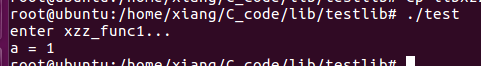 root@ubuntu:/home/xiang/C_code/lib/testlib# ./test
enter xzz_func1...
a = 1
root@ubuntu:/home/xiang/C_code/lib/testlib#